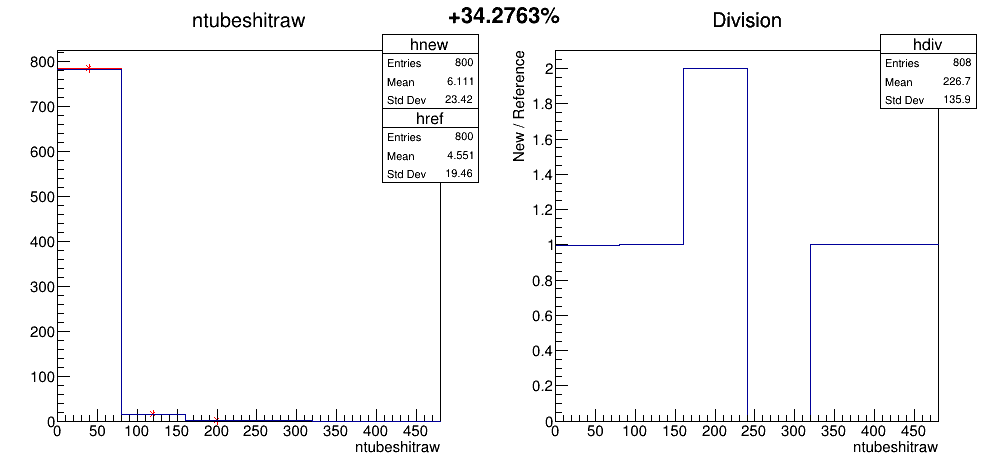 ntubeshitraw
+34.2763%
Division
hnew
Entries 800
Mean 6.111
Std Dev 23.42
href
Entries 800
Mean 4.551
Std Dev 19.46
800
700
600
500
400
300
200
100
0
0 50 100 150 200 250 300 350 400 450
ntubeshitraw
hdiv
Entries 808
Mean 226.7
Std Dev 135.9
New / Reference
2
1.8
1.6
1.4
1.2
1
0.8
0.6
0.4
0.2
0
0 50 100 150 200 250 300 350 400 450
ntubeshitraw